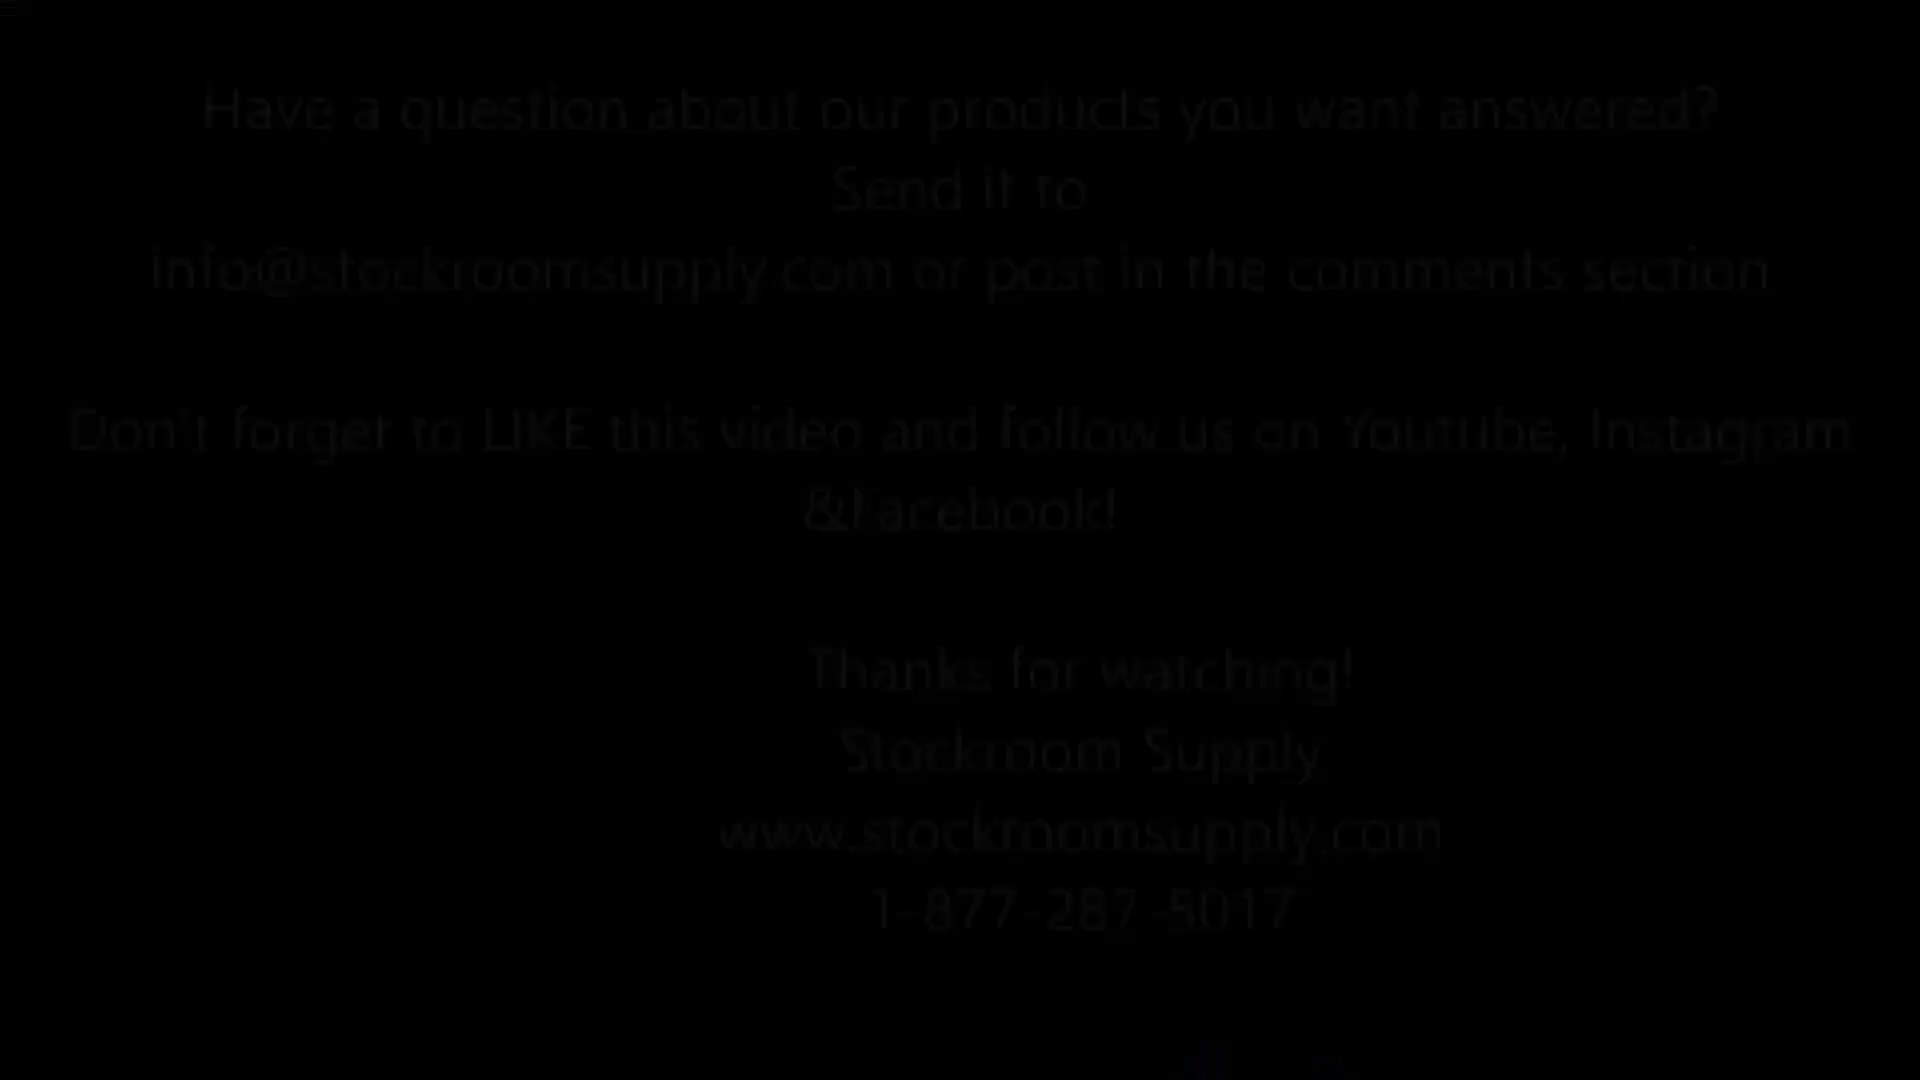 Have a question about our products you want answered?
Send it to
info@stockroomsupply.com or post in the comments section
Don't forget to LIKE this video and follow us on Youtube, Instagram
&Facebook!
Thanks for watching!
Stockroom Supply
www.stockroomsupply.com
1-877-287-5017